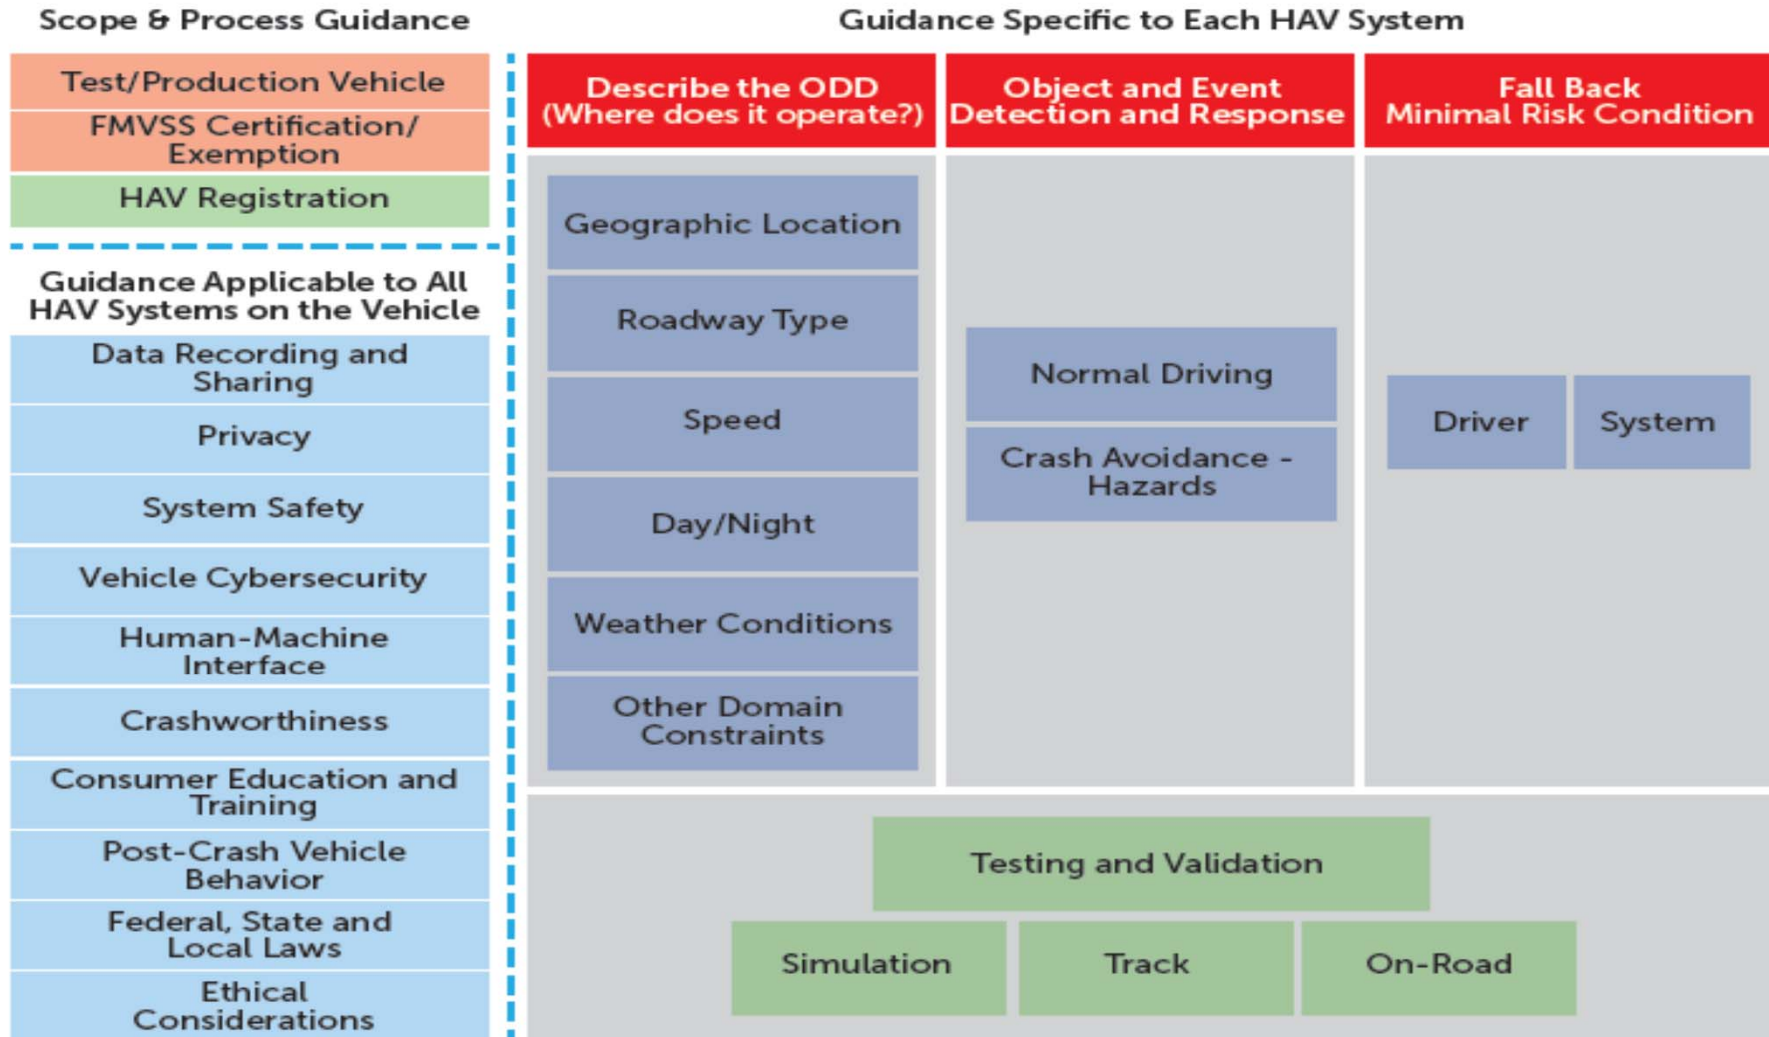 Scope & Process Guidance
Test/Production Vehicle
FMVSS Certification/
Exemption
HAV Registration
Guidance Applicable to All
HAV Systems on the Vehicle
Data Recording and
Sharing
Privacy
System Safety
Vehicle Cybersecurity
Human-Machine
Interface
Crashworthiness
Consumer Education and
Training
Post-Crash Vehicle
Behavior
Federal, State and
Local Laws
Ethical
Considerations
Guidance Specific to Each HAV System
Describe the ODD
(Where does it operate?)
Geographic Location
Roadway Type
Speed
Day/Night
Weather Conditions
Other Domain
Constraints
Object and Event
Detection and Response
Normal Driving
Crash Avoidance -
Hazards
Fall Back
Minimal Risk Condition
Driver
System
Testing and Validation
Simulation
Track
On-Road